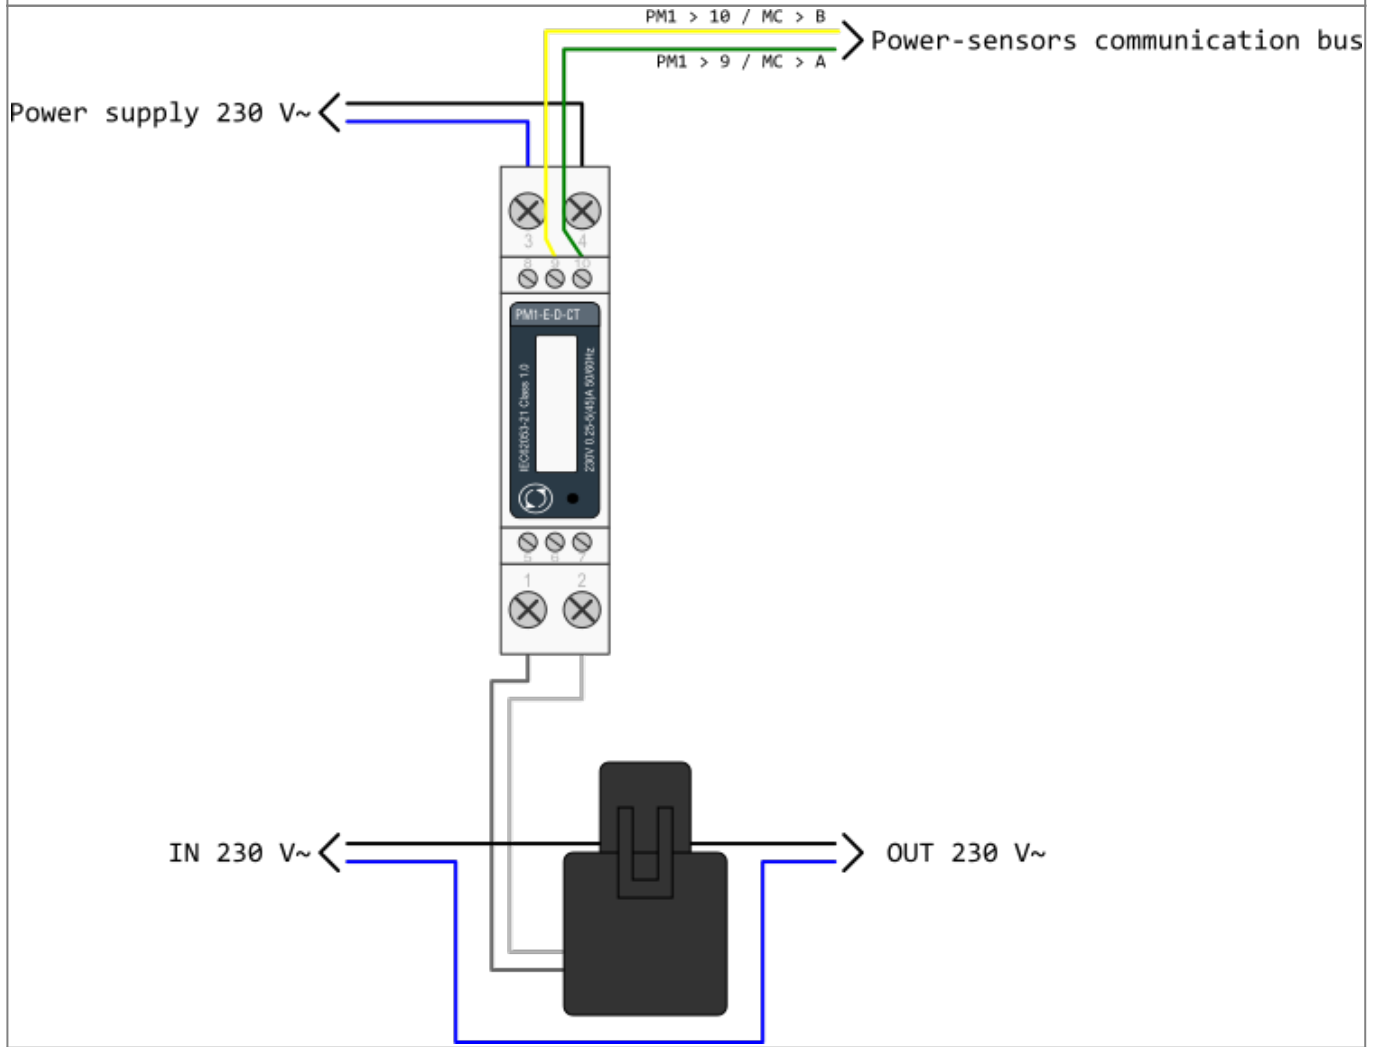 PM1 > 10 / MC > B
Power-sensors communication bus
PM1 > 9 / MC > A
Power supply 230 V~
3 4
8 9 10
PM1-E-D-CT
IEC62053-21 Class 1.0
230V 0.25-5(45)A 50/60Hz
5 6 7
1 2
IN 230 V~
OUT 230 V~